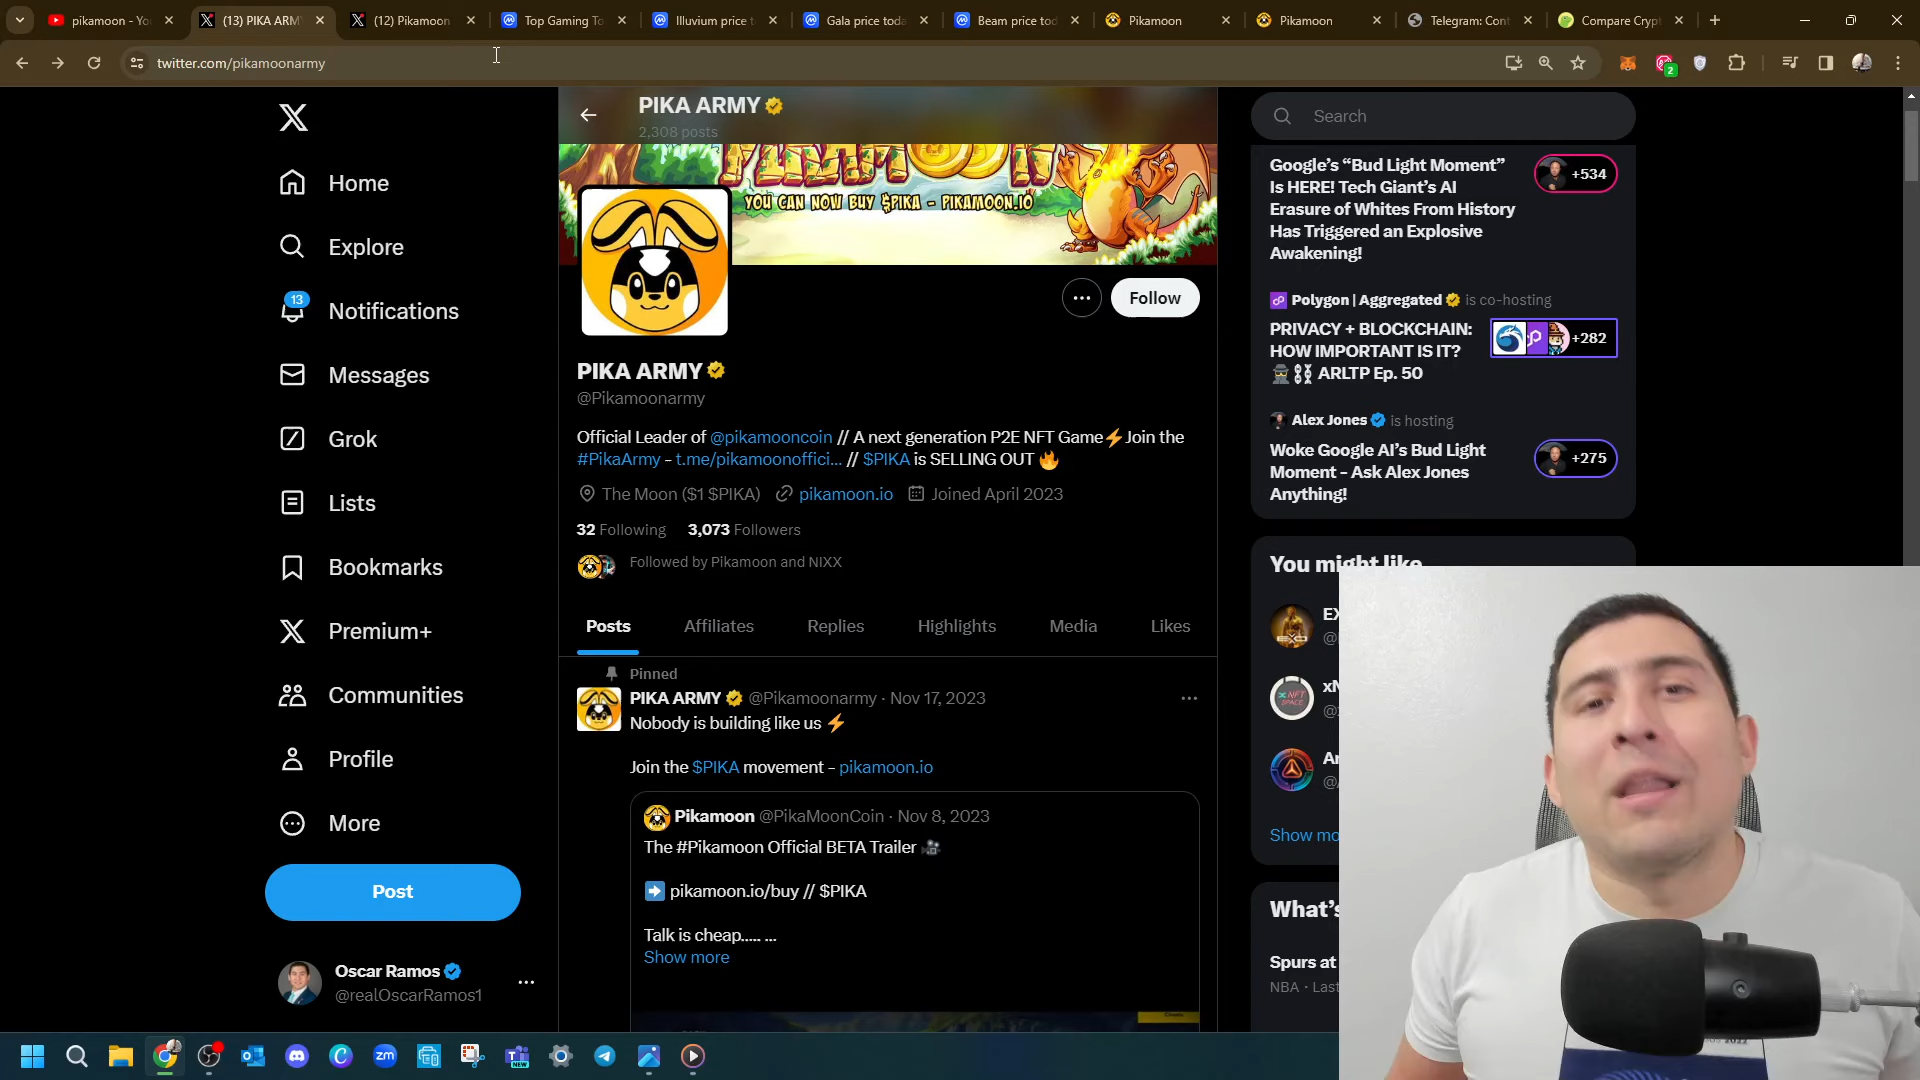 pikamoon - Yo
(13) PIKA ARM
(12) Pikamoon
Top Gaming To
Illuvium price t
Gala price toda
Beam price tod
Pikamoon
Pikamoon
Telegram: Cont
Compare Crypt
twitter.com/pikamoonarmy
2
Home
Explore
13
Notifications
Messages
Grok
Lists
Bookmarks
Premium+
Communities
Profile
More
Post
Oscar Ramos
@realOscarRamos1
PIKA ARMY
2,308 posts
YOU CAN NOW BUY $PIKA - PIKAMOON.IO
Follow
PIKA ARMY
@Pikamoonarmy
Official Leader of @pikamooncoin // A next generation P2E NFT Game⚡Join the
#PikaArmy - t.me/pikamoonoffici... // $PIKA is SELLING OUT 🔥
The Moon ($1 $PIKA) pikamoon.io Joined April 2023
32 Following 3,073 Followers
Followed by Pikamoon and NIXX
Posts Affiliates Replies Highlights Media Likes
Pinned
PIKA ARMY @Pikamoonarmy · Nov 17, 2023
Nobody is building like us ⚡
Join the $PIKA movement - pikamoon.io
Pikamoon @PikaMoonCoin · Nov 8, 2023
The #Pikamoon Official BETA Trailer 🎥
➡️ pikamoon.io/buy // $PIKA
Talk is cheap..... ...
Show more
Search
Google's “Bud Light Moment”
Is HERE! Tech Giant's AI
Erasure of Whites From History
Has Triggered an Explosive
Awakening!
+534
Polygon | Aggregated is co-hosting
PRIVACY + BLOCKCHAIN:
HOW IMPORTANT IS IT?
🕵️⛓️ ARLTP Ep. 50
+282
Alex Jones is hosting
Woke Google AI's Bud Light
Moment - Ask Alex Jones
Anything!
+275
You might like
Show mo
What's
Spurs at
NBA · Las